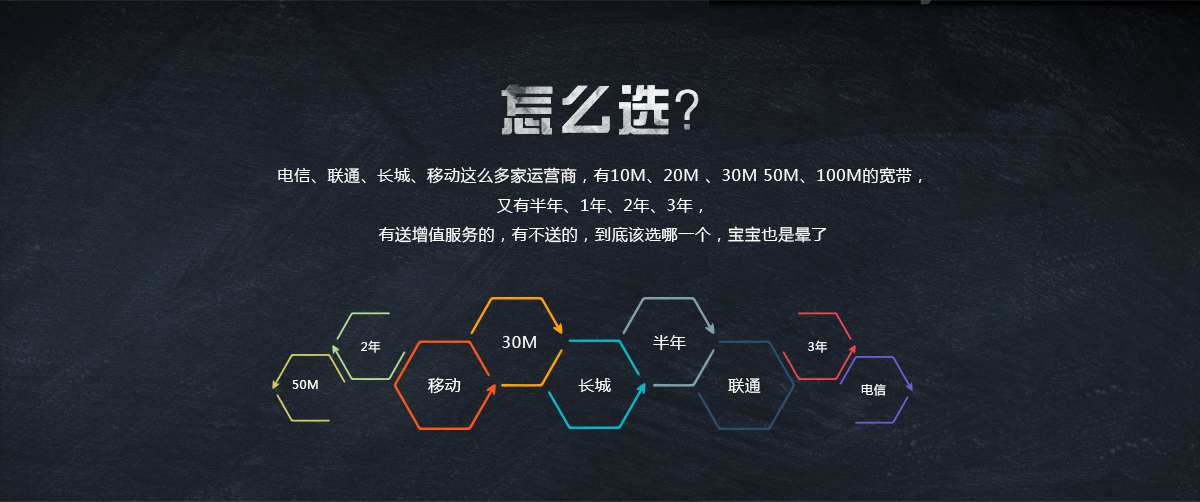 怎么选?
电信、联通、长城、移动这么多家运营商，有10M、20M 、30M 50M、100M的宽带，
又有半年、1年、2年、3年，
有送增值服务的，有不送的，到底该选哪一个，宝宝也是晕了
50M
2年
移动
30M
长城
半年
联通
3年
电信